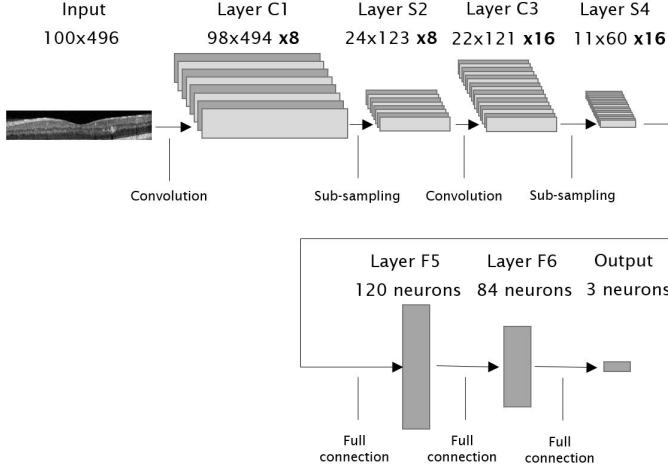 Input
100x496
Layer C1
98x494 x8
Layer S2
24x123 x8
Layer C3
22x121 x16
Layer S4
11x60 x16
Convolution
Sub-sampling
Convolution
Sub-sampling
Layer F5
120 neurons
Layer F6
84 neurons
Output
3 neurons
Full
connection
Full
connection
Full
connection